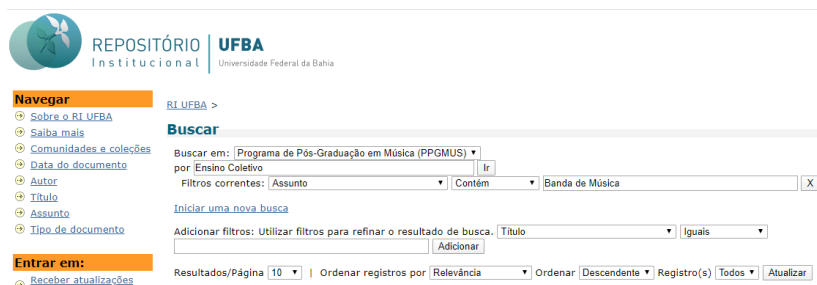 REPOSITÓRIO
Institucional
UFBA
Universidade Federal da Bahia
Navegar
Sobre o RI UFBA
Saiba mais
Comunidades e coleções
Data do documento
Autor
Título
Assunto
Tipo de documento
Entrar em:
Receber atualizações
RI UFBA >
Buscar
Buscar em: Programa de Pós-Graduação em Música (PPGMUS)
por Ensino Coletivo Ir
Filtros correntes: Assunto Contém Banda de Música X
Iniciar uma nova busca
Adicionar filtros: Utilizar filtros para refinar o resultado de busca. Título Iguais
Adicionar
Resultados/Página 10 | Ordenar registros por Relevância Ordenar Descendente Registro(s) Todos Atualizar